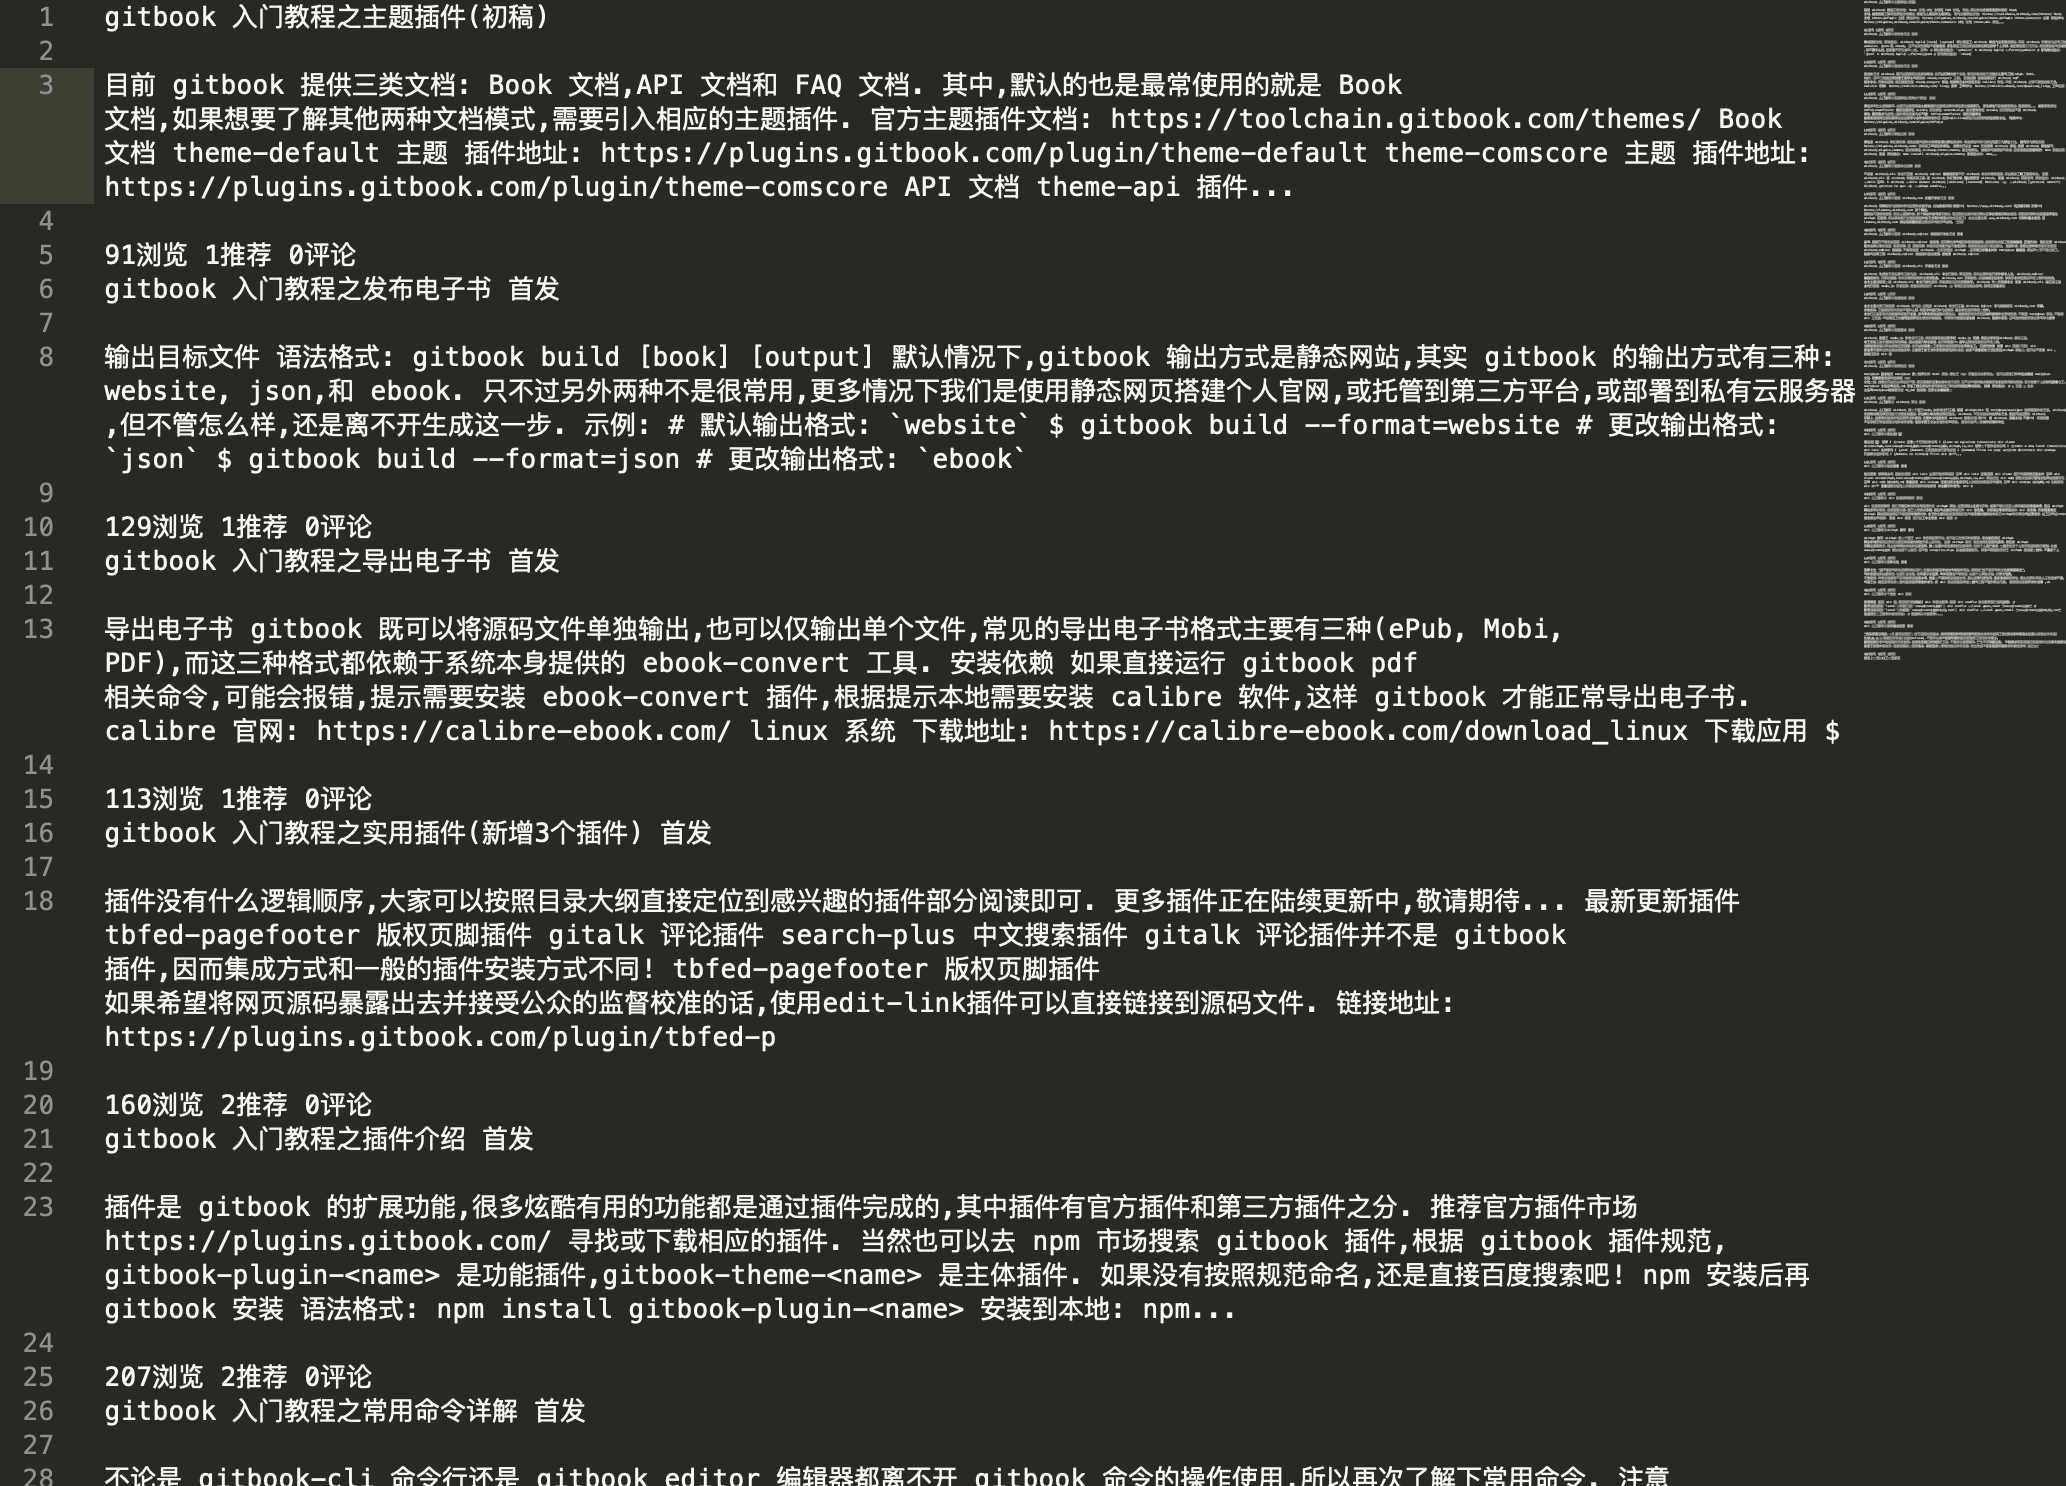 1 gitbook 入门教程之主题插件(初稿)
2
3 目前 gitbook 提供三类文档: Book 文档,API 文档和 FAQ 文档. 其中,默认的也是最常使用的就是 Book
文档,如果想要了解其他两种文档模式,需要引入相应的主题插件. 官方主题插件文档: https://toolchain.gitbook.com/themes/ Book
文档 theme-default 主题 插件地址: https://plugins.gitbook.com/plugin/theme-default theme-comscore 主题 插件地址:
https://plugins.gitbook.com/plugin/theme-comscore API 文档 theme-api 插件...
4
5 91浏览 1推荐 0评论
6 gitbook 入门教程之发布电子书 首发
7
8 输出目标文件 语法格式: gitbook build [book] [output] 默认情况下,gitbook 输出方式是静态网站,其实 gitbook 的输出方式有三种:
website, json,和 ebook. 只不过另外两种不是很常用,更多情况下我们是使用静态网页搭建个人官网,或托管到第三方平台,或部署到私有云服务器
,但不管怎么样,还是离不开生成这一步. 示例: # 默认输出格式: `website` $ gitbook build --format=website # 更改输出格式:
`json` $ gitbook build --format=json # 更改输出格式: `ebook`
9
10 129浏览 1推荐 0评论
11 gitbook 入门教程之导出电子书 首发
12
13 导出电子书 gitbook 既可以将源码文件单独输出,也可以仅输出单个文件,常见的导出电子书格式主要有三种(ePub, Mobi,
PDF),而这三种格式都依赖于系统本身提供的 ebook-convert 工具. 安装依赖 如果直接运行 gitbook pdf
相关命令,可能会报错,提示需要安装 ebook-convert 插件,根据提示本地需要安装 calibre 软件,这样 gitbook 才能正常导出电子书.
calibre 官网: https://calibre-ebook.com/ linux 系统 下载地址: https://calibre-ebook.com/download_linux 下载应用 $
14
15 113浏览 1推荐 0评论
16 gitbook 入门教程之实用插件(新增3个插件) 首发
17
18 插件没有什么逻辑顺序,大家可以按照目录大纲直接定位到感兴趣的插件部分阅读即可. 更多插件正在陆续更新中,敬请期待... 最新更新插件
tbfed-pagefooter 版权页脚插件 gitalk 评论插件 search-plus 中文搜索插件 gitalk 评论插件并不是 gitbook
插件,因而集成方式和一般的插件安装方式不同! tbfed-pagefooter 版权页脚插件
如果希望将网页源码暴露出去并接受公众的监督校准的话,使用edit-link插件可以直接链接到源码文件. 链接地址:
https://plugins.gitbook.com/plugin/tbfed-p
19
20 160浏览 2推荐 0评论
21 gitbook 入门教程之插件介绍 首发
22
23 插件是 gitbook 的扩展功能,很多炫酷有用的功能都是通过插件完成的,其中插件有官方插件和第三方插件之分. 推荐官方插件市场
https://plugins.gitbook.com/ 寻找或下载相应的插件. 当然也可以去 npm 市场搜索 gitbook 插件,根据 gitbook 插件规范,
gitbook-plugin-<name> 是功能插件,gitbook-theme-<name> 是主体插件. 如果没有按照规范命名,还是直接百度搜索吧! npm 安装后再
gitbook 安装 语法格式: npm install gitbook-plugin-<name> 安装到本地: npm...
24
25 207浏览 2推荐 0评论
26 gitbook 入门教程之常用命令详解 首发
27
28 不论是 gitbook-cli 命令行还是 gitbook editor 编辑器都离不开 gitbook 命令的操作使用,所以再次了解下常用命令. 注意